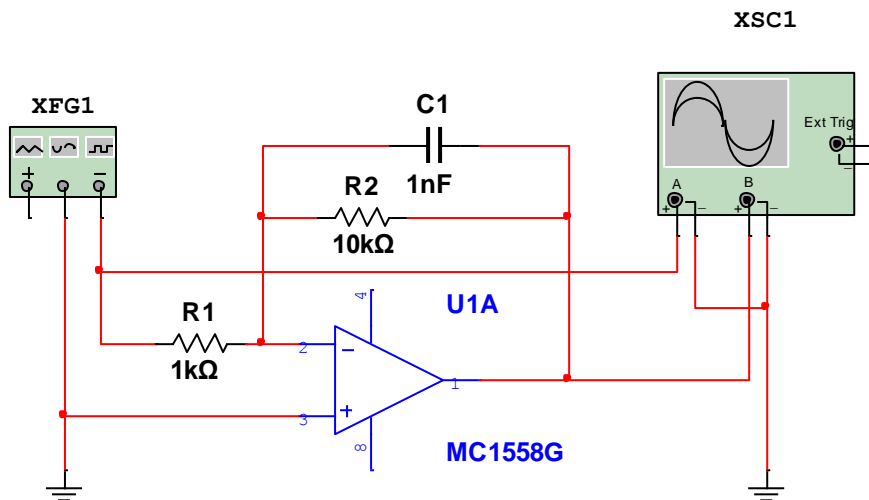 XSC1
XFG1
C1
Ext Trig
+
+
−
1nF
−
R2
A
B
+
−
+
−
10kΩ
4
U1A
R1
2
−
1kΩ
1
3
+
8
MC1558G